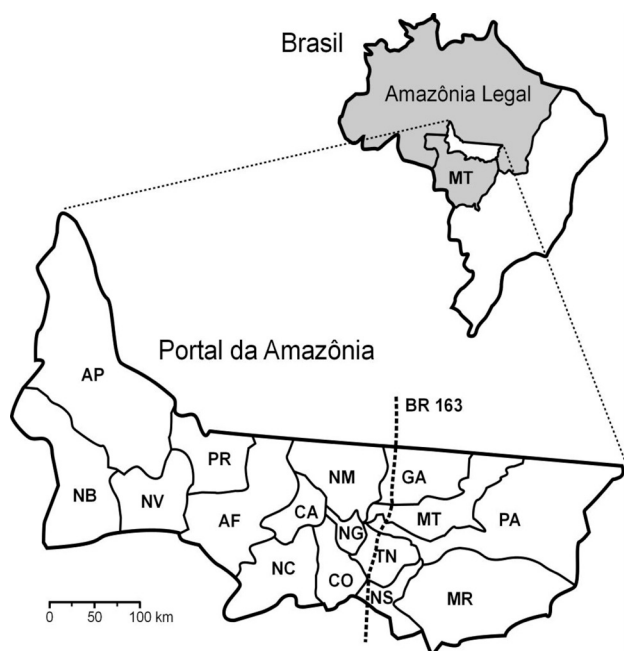 Brasil
Amazônia Legal
MT
Portal da Amazônia
BR 163
AP
PR
NM
GA
NB
NV
AF
CA
NG
MT
PA
TN
NC
CO
NS
MR
0 50 100 km